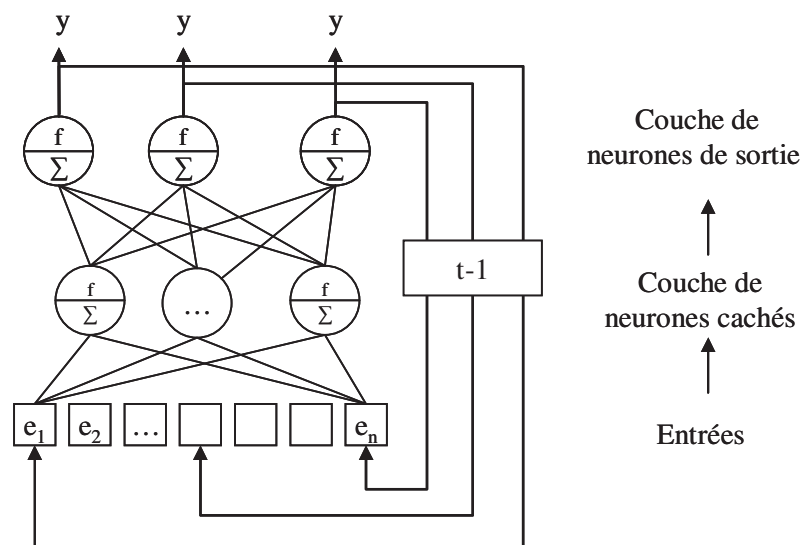 y y y
f f f
Σ Σ Σ
Couche de
neurones de sortie
f ... f
Σ Σ
t-1
Couche de
neurones cachés
e1 e2 ... en
Entrées